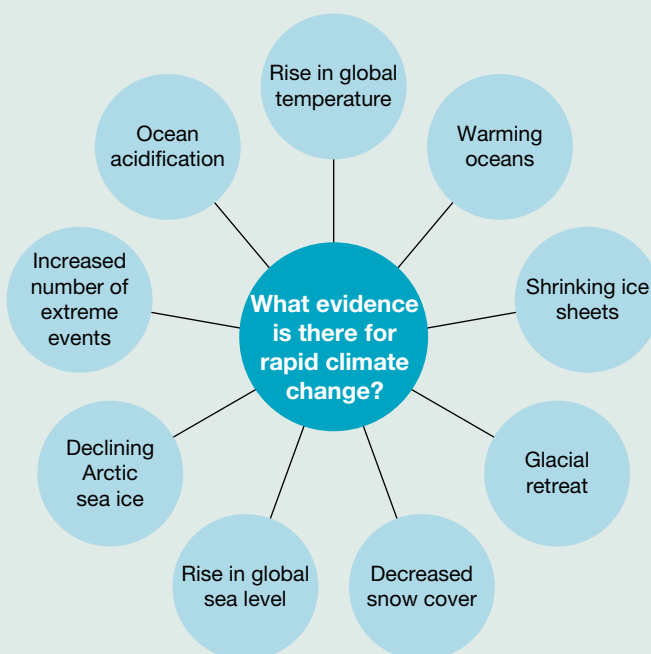 What evidence
is there for
rapid climate
change?
Rise in global
temperature
Warming
oceans
Shrinking ice
sheets
Glacial
retreat
Decreased
snow cover
Rise in global
sea level
Declining
Arctic
sea ice
Increased
number of
extreme
events
Ocean
acidification